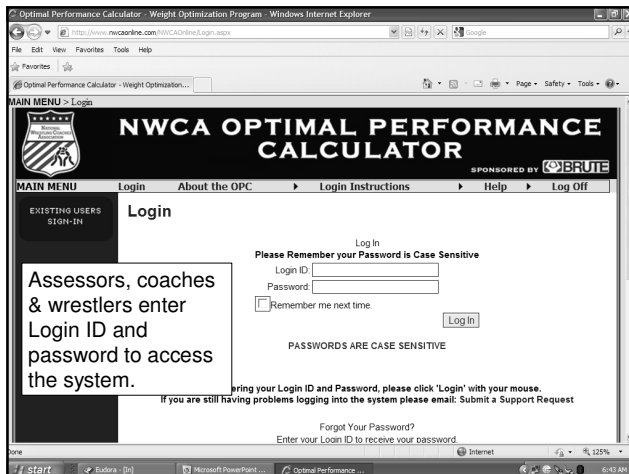 Optimal Performance Calculator - Weight Optimization Program - Windows Internet Explorer
http://www.nwcaonline.com/NWCAOnline/Login.aspx
Google
File Edit View Favorites Tools Help
Favorites
Optimal Performance Calculator - Weight Optimization...
Page Safety Tools
MAIN MENU > Login
NATIONAL
WRESTLING COACHES
ASSOCIATION
NWCA OPTIMAL PERFORMANCE
CALCULATOR
SPONSORED BY BRUTE
MAIN MENU Login About the OPC Login Instructions Help Log Off
EXISTING USERS
SIGN-IN
Login
Log In
Please Remember your Password is Case Sensitive
Login ID:
Password:
Remember me next time.
Log In
PASSWORDS ARE CASE SENSITIVE
Assessors, coaches
& wrestlers enter
Login ID and
password to access
the system.
ering your Login ID and Password, please click 'Login' with your mouse.
If you are still having problems logging into the system please email: Submit a Support Request
Forgot Your Password?
Enter your Login ID to receive your password.
Done Internet 125%
start Eudora - [In] Microsoft PowerPoint ... Optimal Performance ... 6:43 AM